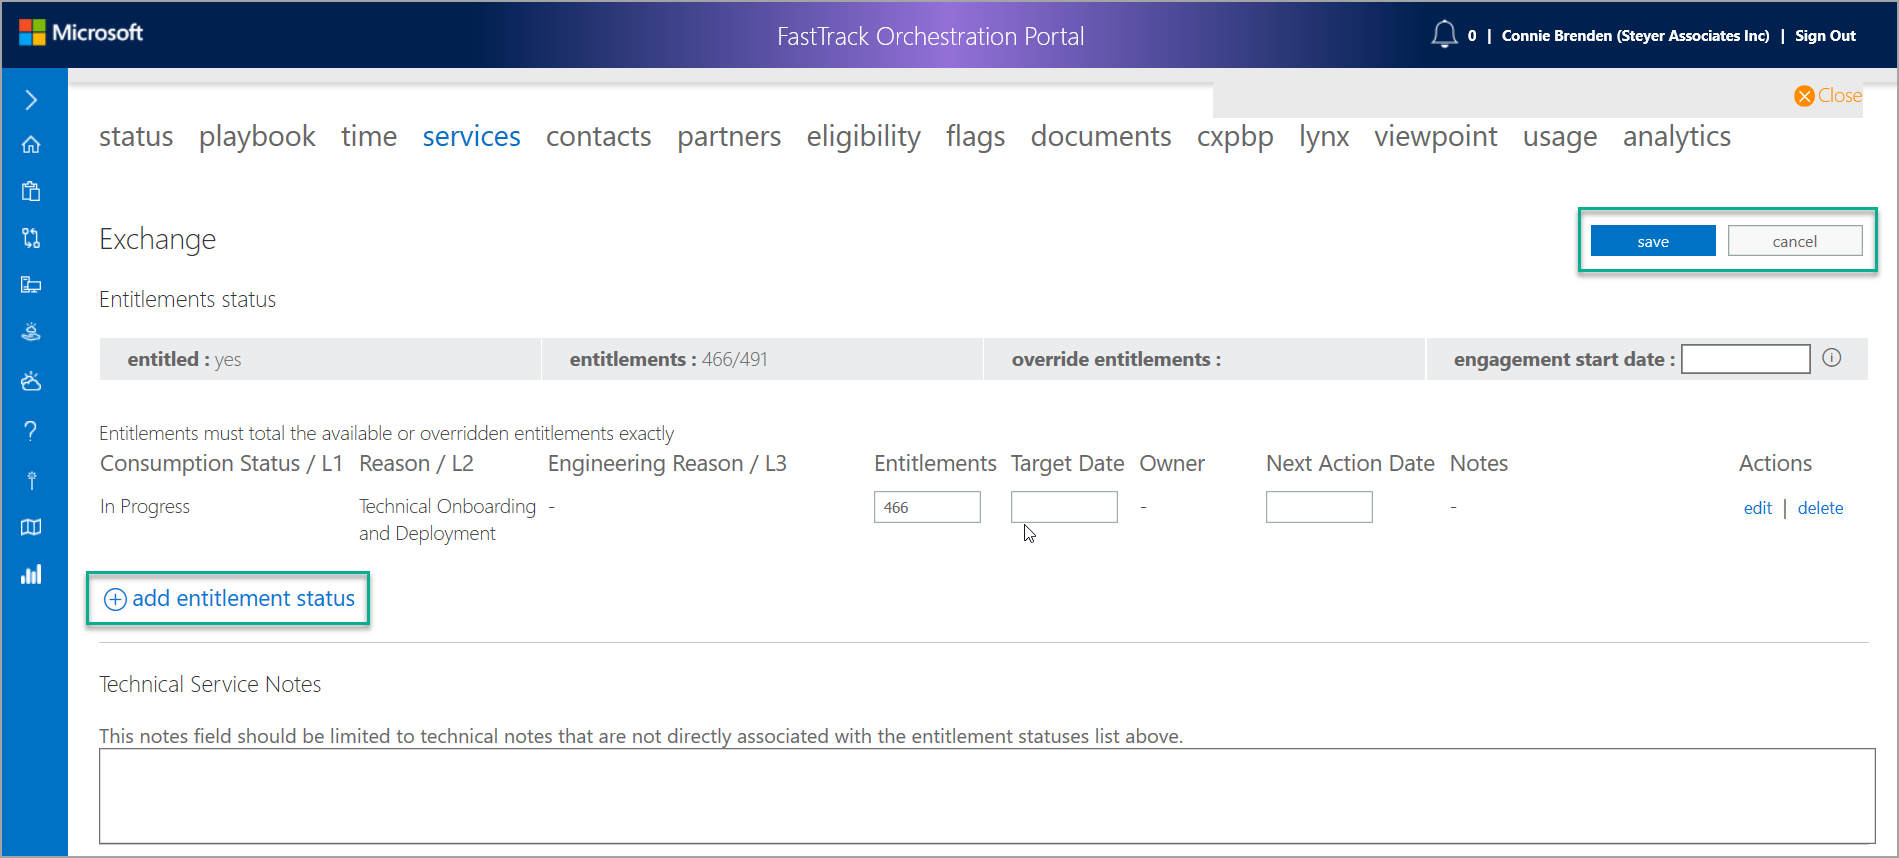 Microsoft
FastTrack Orchestration Portal
0 | Connie Brenden (Steyer Associates Inc) | Sign Out
Close
status playbook time services contacts partners eligibility flags documents cxpbp lynx viewpoint usage analytics
Exchange
save cancel
Entitlements status
entitled : yes entitlements : 466/491 override entitlements : engagement start date :
Entitlements must total the available or overridden entitlements exactly
Consumption Status / L1 Reason / L2 Engineering Reason / L3 Entitlements Target Date Owner Next Action Date Notes Actions
In Progress Technical Onboarding - 466 - - edit | delete
and Deployment
add entitlement status
Technical Service Notes
This notes field should be limited to technical notes that are not directly associated with the entitlement statuses list above.